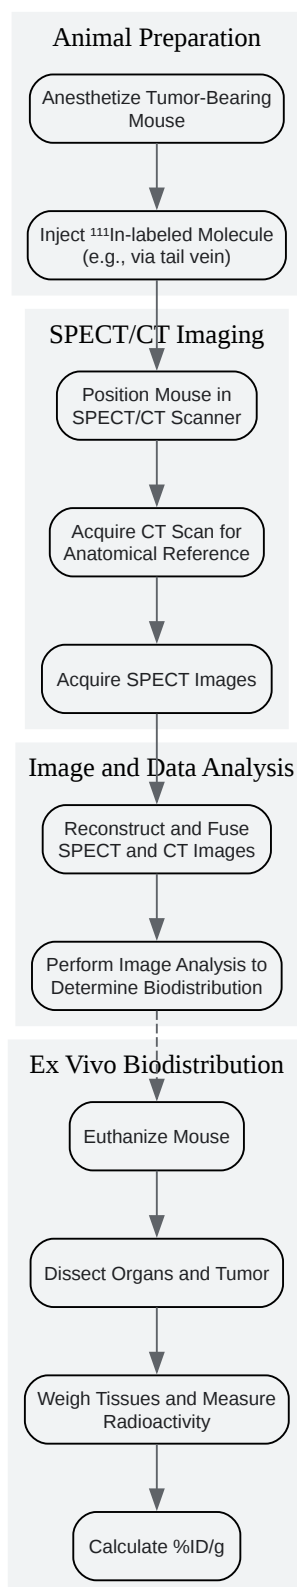 Animal Preparation
Anesthetize Tumor-Bearing
Mouse
Inject ¹¹¹In-labeled Molecule
(e.g., via tail vein)
SPECT/CT Imaging
Position Mouse in
SPECT/CT Scanner
Acquire CT Scan for
Anatomical Reference
Acquire SPECT Images
Image and Data Analysis
Reconstruct and Fuse
SPECT and CT Images
Perform Image Analysis to
Determine Biodistribution
Ex Vivo Biodistribution
Euthanize Mouse
Dissect Organs and Tumor
Weigh Tissues and Measure
Radioactivity
Calculate %ID/g